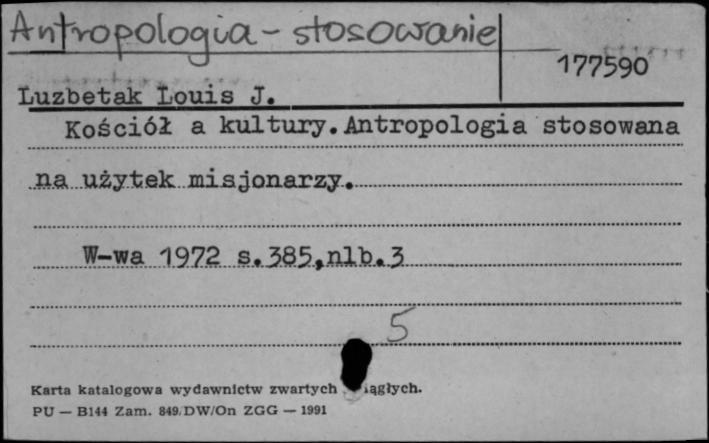 Antropologia - stosowanie
177590
Luzbetak Louis J.
Kościół a kultury. Antropologia stosowana
na użytek misjonarzy.
W-wa 1972 s.385,nlb.3
5
Karta katalogowa wydawnictw zwartych
PU — B144 Zam. 849/DW/On ZGG — 1991